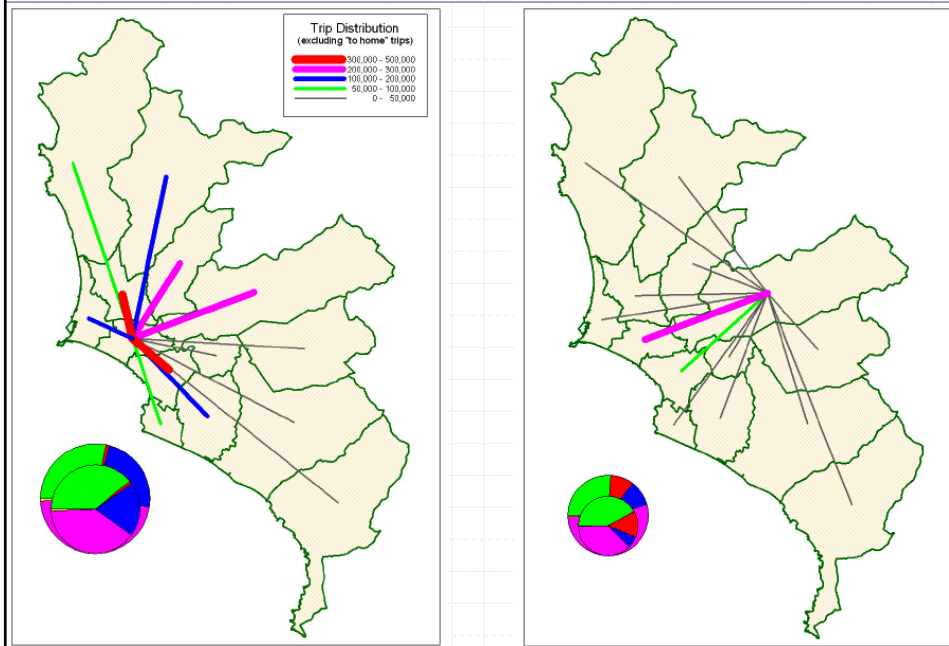 Trip Distribution
(excluding "to home" trips)
300,000 - 500,000
200,000 - 300,000
100,000 - 200,000
50,000 - 100,000
0 - 50,000